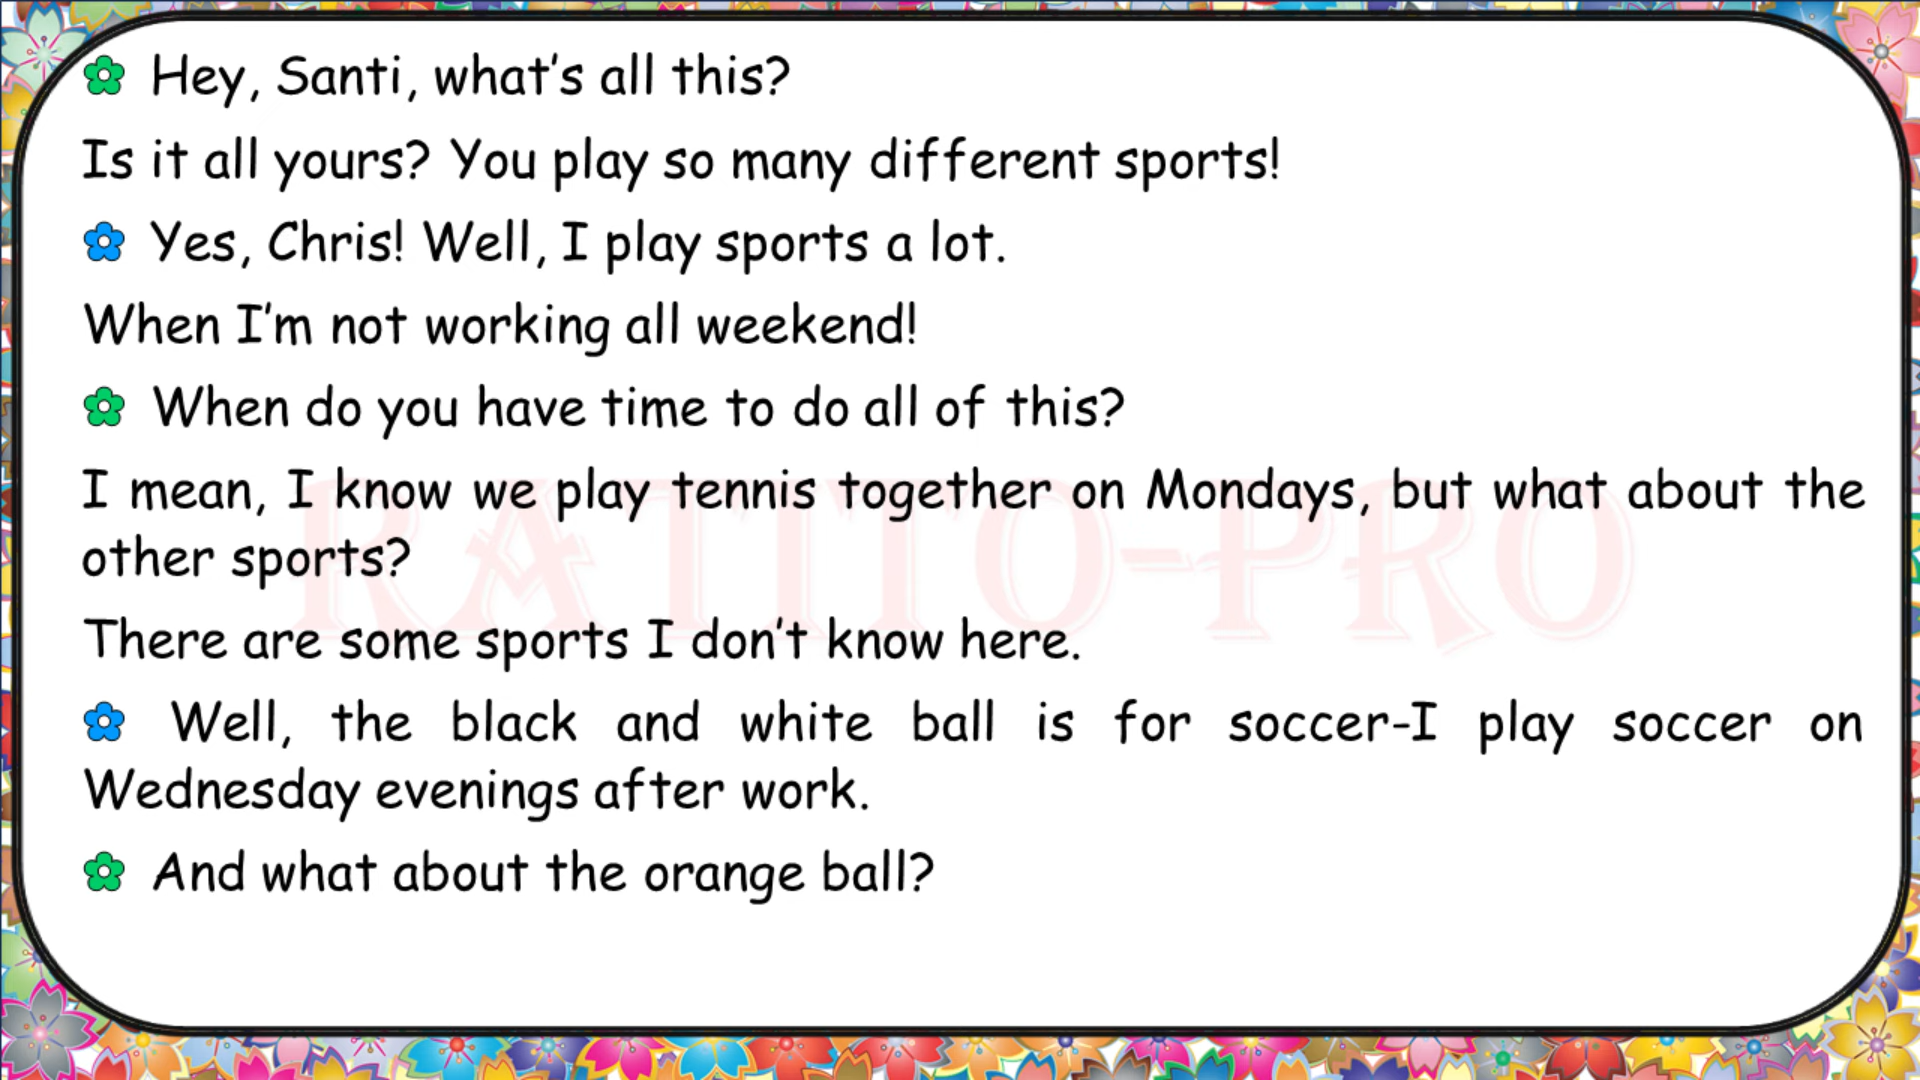 Hey, Santi, what's all this?
Is it all yours? You play so many different sports!
Yes, Chris! Well, I play sports a lot.
When I'm not working all weekend!
When do you have time to do all of this?
I mean, I know we play tennis together on Mondays, but what about the
other sports?
There are some sports I don't know here.
Well, the black and white ball is for soccer-I play soccer on
Wednesday evenings after work.
And what about the orange ball?
RATITO-PRO